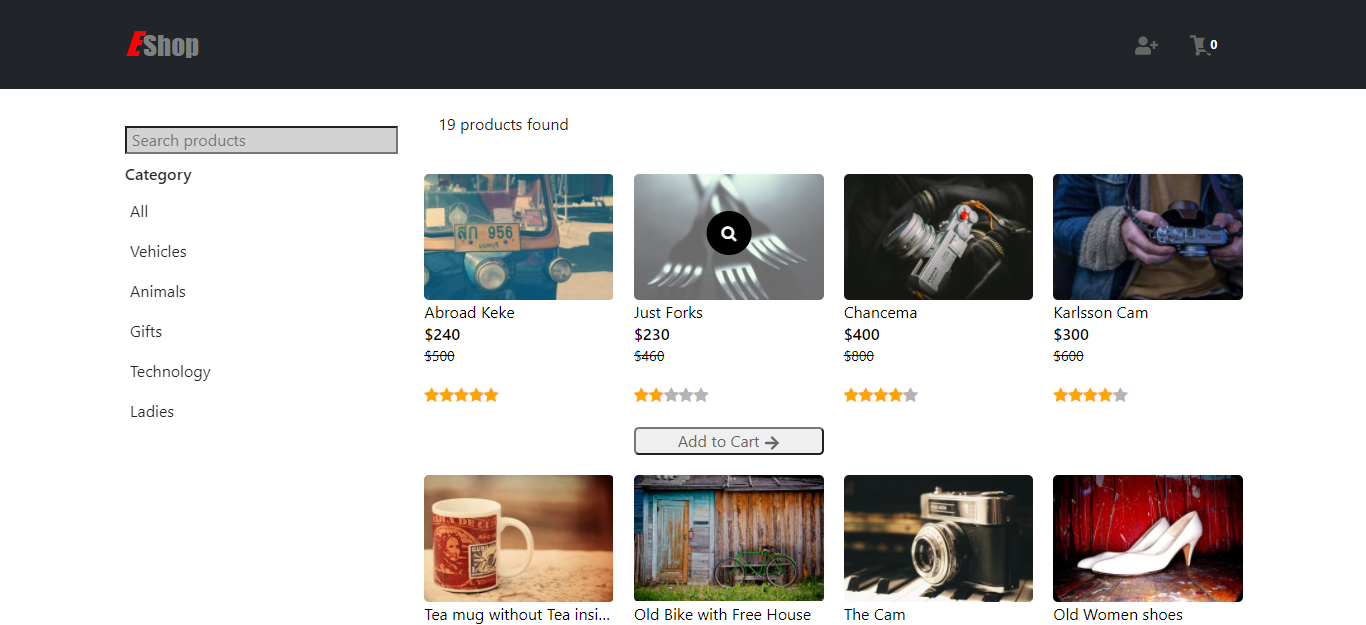 EShop
0
Search products
19 products found
Category
All
Vehicles
Animals
Gifts
Technology
Ladies
สภ 956
Abroad Keke
$240
$500
Just Forks
$230
$460
Add to Cart
Chancema
$400
$800
Karlsson Cam
$300
$600
Tea mug without Tea insi...
Old Bike with Free House
The Cam
Old Women shoes